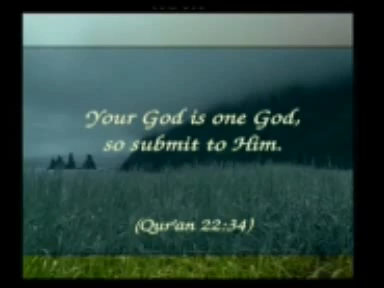 Your God is one God,
so submit to Him.
(Qur'an 22:34)